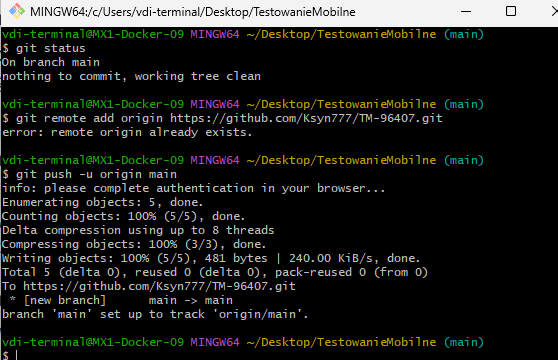 MINGW64:/c/Users/vdi-terminal/Desktop/TestowanieMobilne
vdi-terminal@MX1-Docker-09 MINGW64 ~/Desktop/TestowanieMobilne (main)
$ git status
On branch main
nothing to commit, working tree clean
vdi-terminal@MX1-Docker-09 MINGW64 ~/Desktop/TestowanieMobilne (main)
$ git remote add origin https://github.com/Ksyn777/TM-96407.git
error: remote origin already exists.
vdi-terminal@MX1-Docker-09 MINGW64 ~/Desktop/TestowanieMobilne (main)
$ git push -u origin main
info: please complete authentication in your browser...
Enumerating objects: 5, done.
Counting objects: 100% (5/5), done.
Delta compression using up to 8 threads
Compressing objects: 100% (3/3), done.
Writing objects: 100% (5/5), 481 bytes | 240.00 KiB/s, done.
Total 5 (delta 0), reused 0 (delta 0), pack-reused 0 (from 0)
To https://github.com/Ksyn777/TM-96407.git
 * [new branch]      main -> main
branch 'main' set up to track 'origin/main'.
vdi-terminal@MX1-Docker-09 MINGW64 ~/Desktop/TestowanieMobilne (main)
$